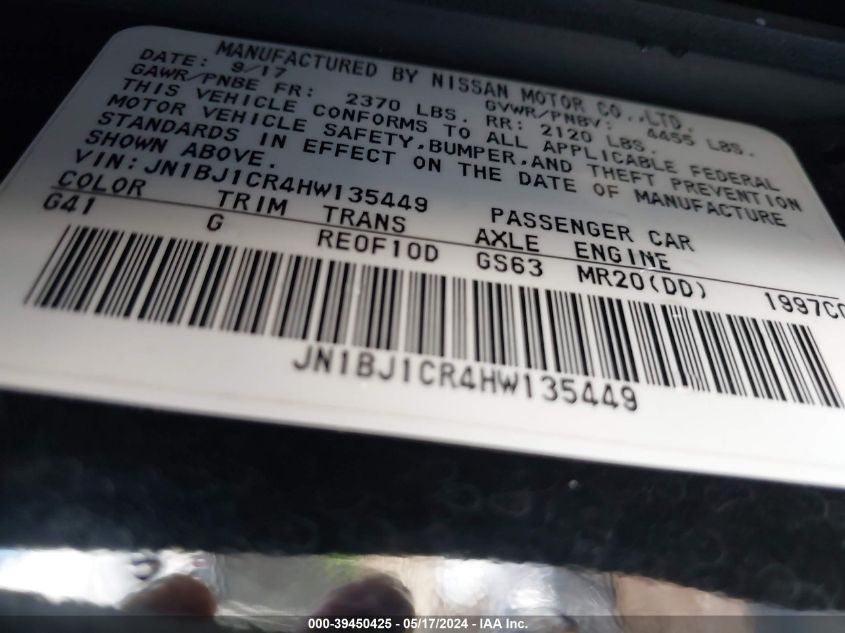 MANUFACTURED BY NISSAN MOTOR CO.,LTD.
DATE: 9/17 GVWR/PNBV: 4455 LBS.
GAWR/PNBE FR: 2370 LBS. RR: 2120 LBS.
THIS VEHICLE CONFORMS TO ALL APPLICABLE FEDERAL
MOTOR VEHICLE SAFETY,BUMPER,AND THEFT PREVENTION
STANDARDS IN EFFECT ON THE DATE OF MANUFACTURE
SHOWN ABOVE.
VIN:JN1BJ1CR4HW135449 PASSENGER CAR
COLOR TRIM TRANS AXLE ENGINE
G41 G RE0F10D GS63 MR20(DD) 1997CC
JN1BJ1CR4HW135449
000-39450425 - 05/17/2024 - IAA Inc.